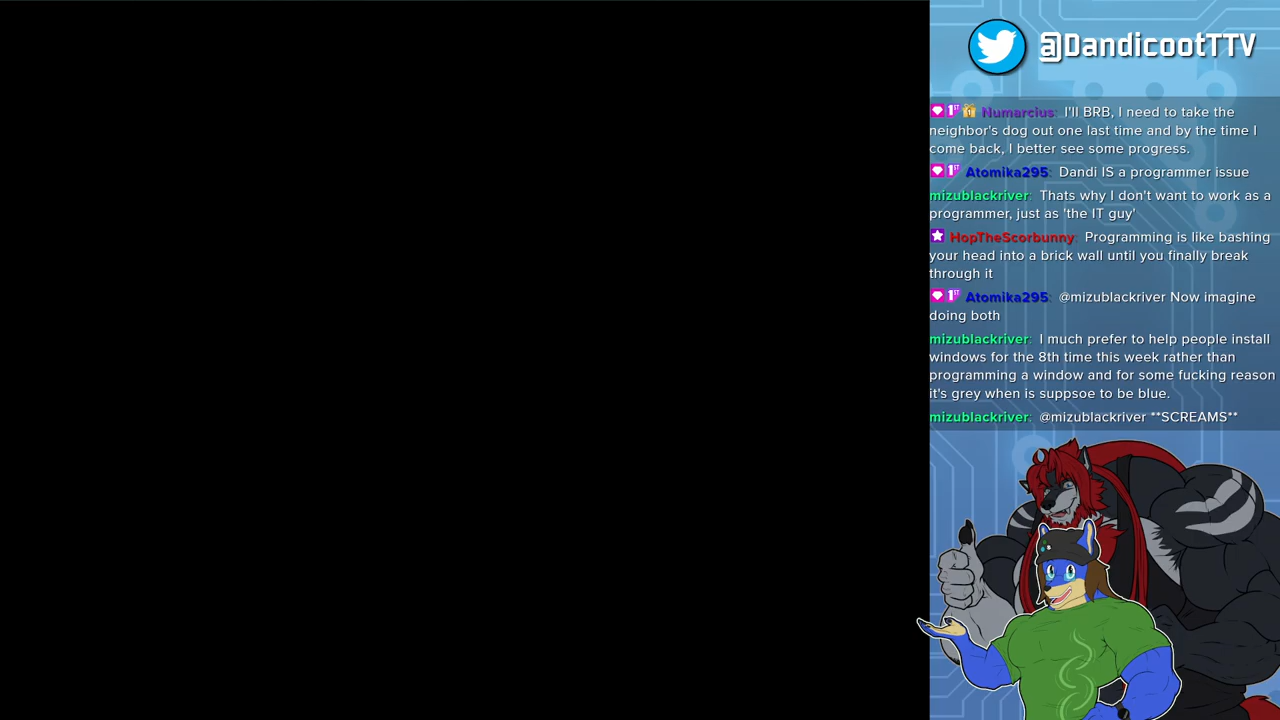 @DandicootTTV
Numarcius: I'll BRB, I need to take the
neighbor's dog out one last time and by the time I
come back, I better see some progress.
Atomika295: Dandi IS a programmer issue
mizublackriver: Thats why I don't want to work as a
programmer, just as 'the IT guy'
HopTheScorbunny: Programming is like bashing
your head into a brick wall until you finally break
through it
Atomika295: @mizublackriver Now imagine
doing both
mizublackriver: I much prefer to help people install
windows for the 8th time this week rather than
programming a window and for some fucking reason
it's grey when is suppsoe to be blue.
mizublackriver: @mizublackriver **SCREAMS**